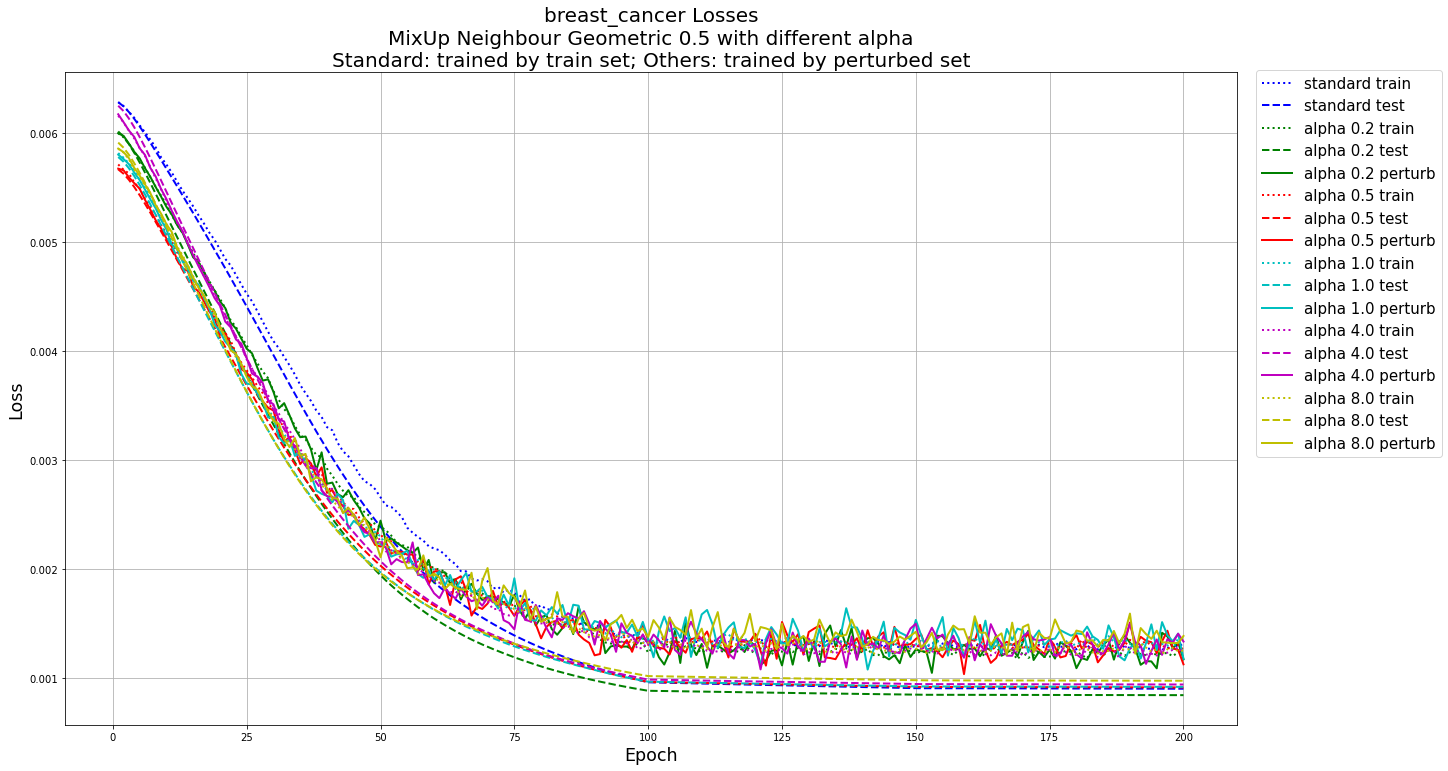 breast_cancer Losses
MixUp Neighbour Geometric 0.5 with different alpha
Standard: trained by train set; Others: trained by perturbed set
standard train
standard test
alpha 0.2 train
alpha 0.2 test
alpha 0.2 perturb
alpha 0.5 train
alpha 0.5 test
alpha 0.5 perturb
alpha 1.0 train
alpha 1.0 test
alpha 1.0 perturb
alpha 4.0 train
alpha 4.0 test
alpha 4.0 perturb
alpha 8.0 train
alpha 8.0 test
alpha 8.0 perturb
Loss
0.006
0.005
0.004
0.003
0.002
0.001
0 25 50 75 100 125 150 175 200
Epoch